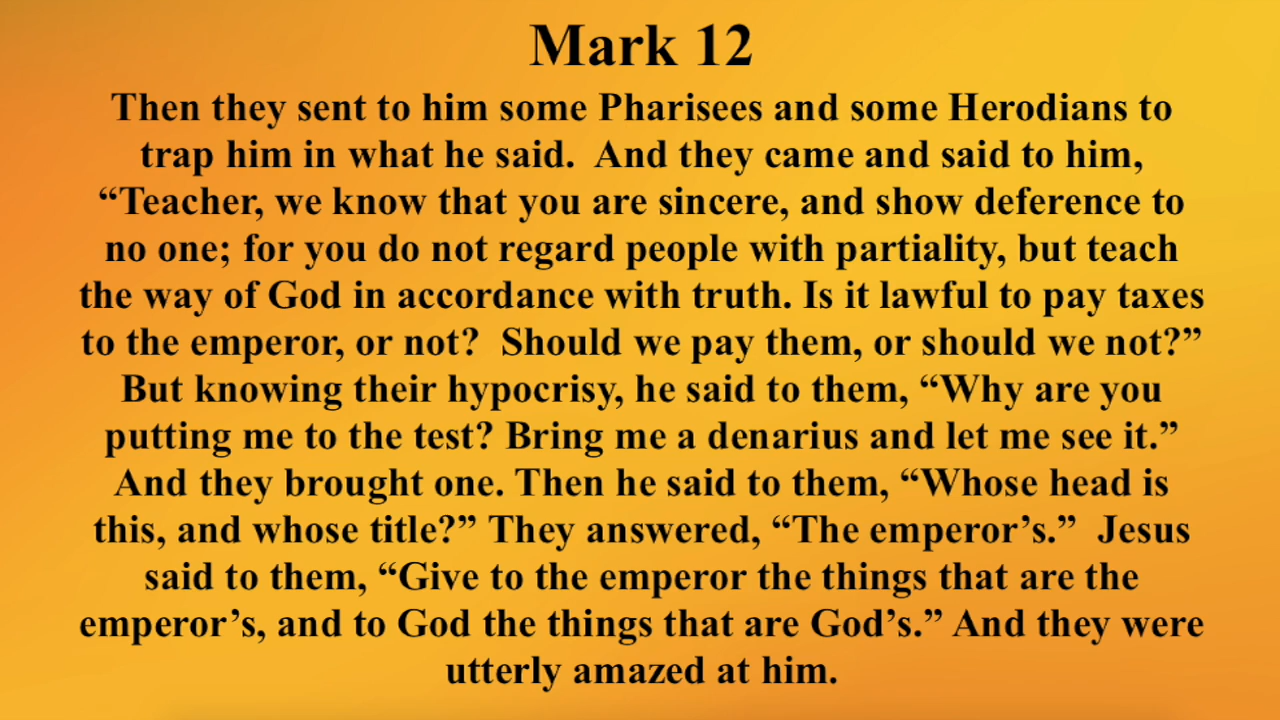 Mark 12
Then they sent to him some Pharisees and some Herodians to
trap him in what he said.  And they came and said to him,
“Teacher, we know that you are sincere, and show deference to
no one; for you do not regard people with partiality, but teach
the way of God in accordance with truth. Is it lawful to pay taxes
to the emperor, or not?  Should we pay them, or should we not?”
But knowing their hypocrisy, he said to them, “Why are you
putting me to the test? Bring me a denarius and let me see it.”
And they brought one. Then he said to them, “Whose head is
this, and whose title?” They answered, “The emperor’s.”  Jesus
said to them, “Give to the emperor the things that are the
emperor’s, and to God the things that are God’s.” And they were
utterly amazed at him.